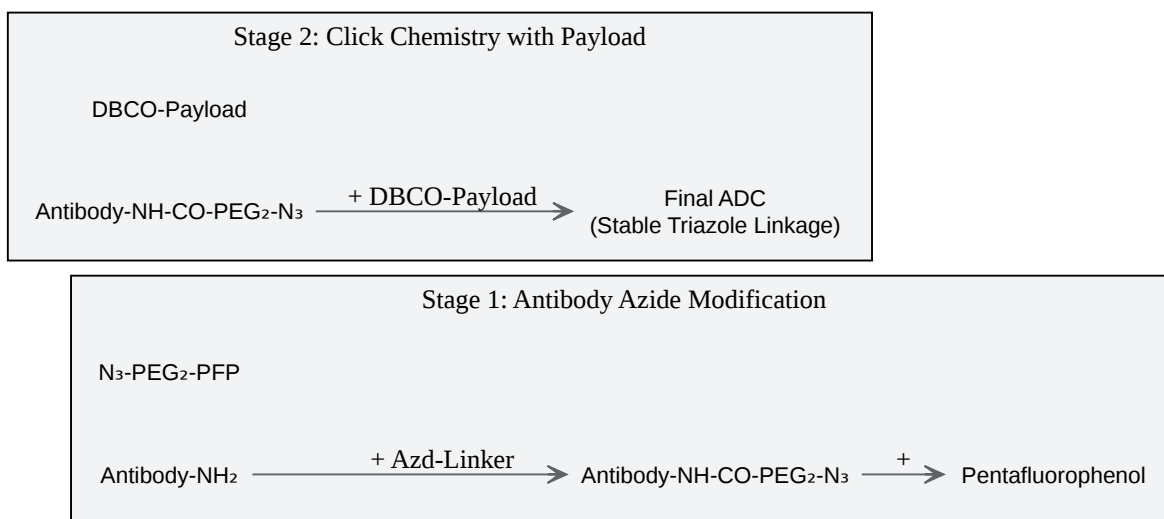 Stage 2: Click Chemistry with Payload
DBCO-Payload
Antibody-NH-CO-PEG₂-N₃
+ DBCO-Payload
Final ADC
(Stable Triazole Linkage)
Stage 1: Antibody Azide Modification
N₃-PEG₂-PFP
Antibody-NH₂
+ Azd-Linker
Antibody-NH-CO-PEG₂-N₃
+
Pentafluorophenol